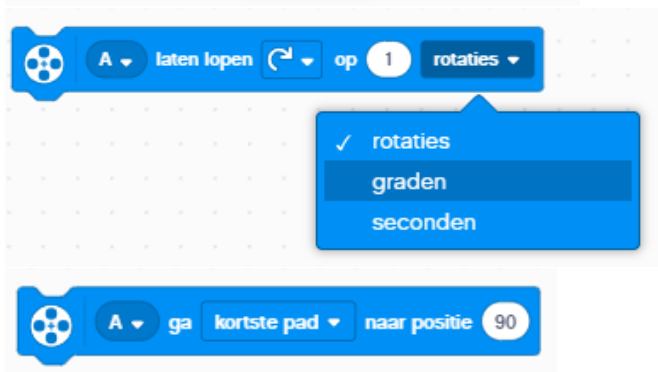 A laten lopen op 1 rotaties
✓ rotaties
graden
seconden
A ga kortste pad naar positie 90